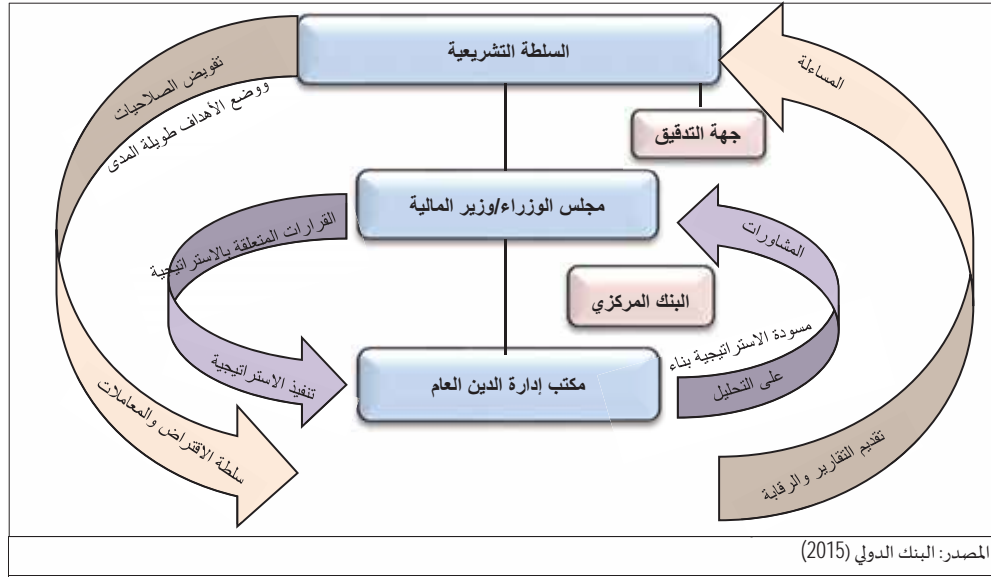 السلطة التشريعية
تفويض الصلاحيات
ووضع الأهداف طويلة المدى
المساءلة
جهة التدقيق
مجلس الوزراء/وزير المالية
القرارات المتعلقة بالاستراتيجية
المشاورات
البنك المركزي
مسودة الاستراتيجية بناء
على التحليل
تنفيذ الاستراتيجية
مكتب إدارة الدين العام
سلطة الاقتراض والمعاملات
تقديم التقارير والرقابة
المصدر: البنك الدولي (2015)